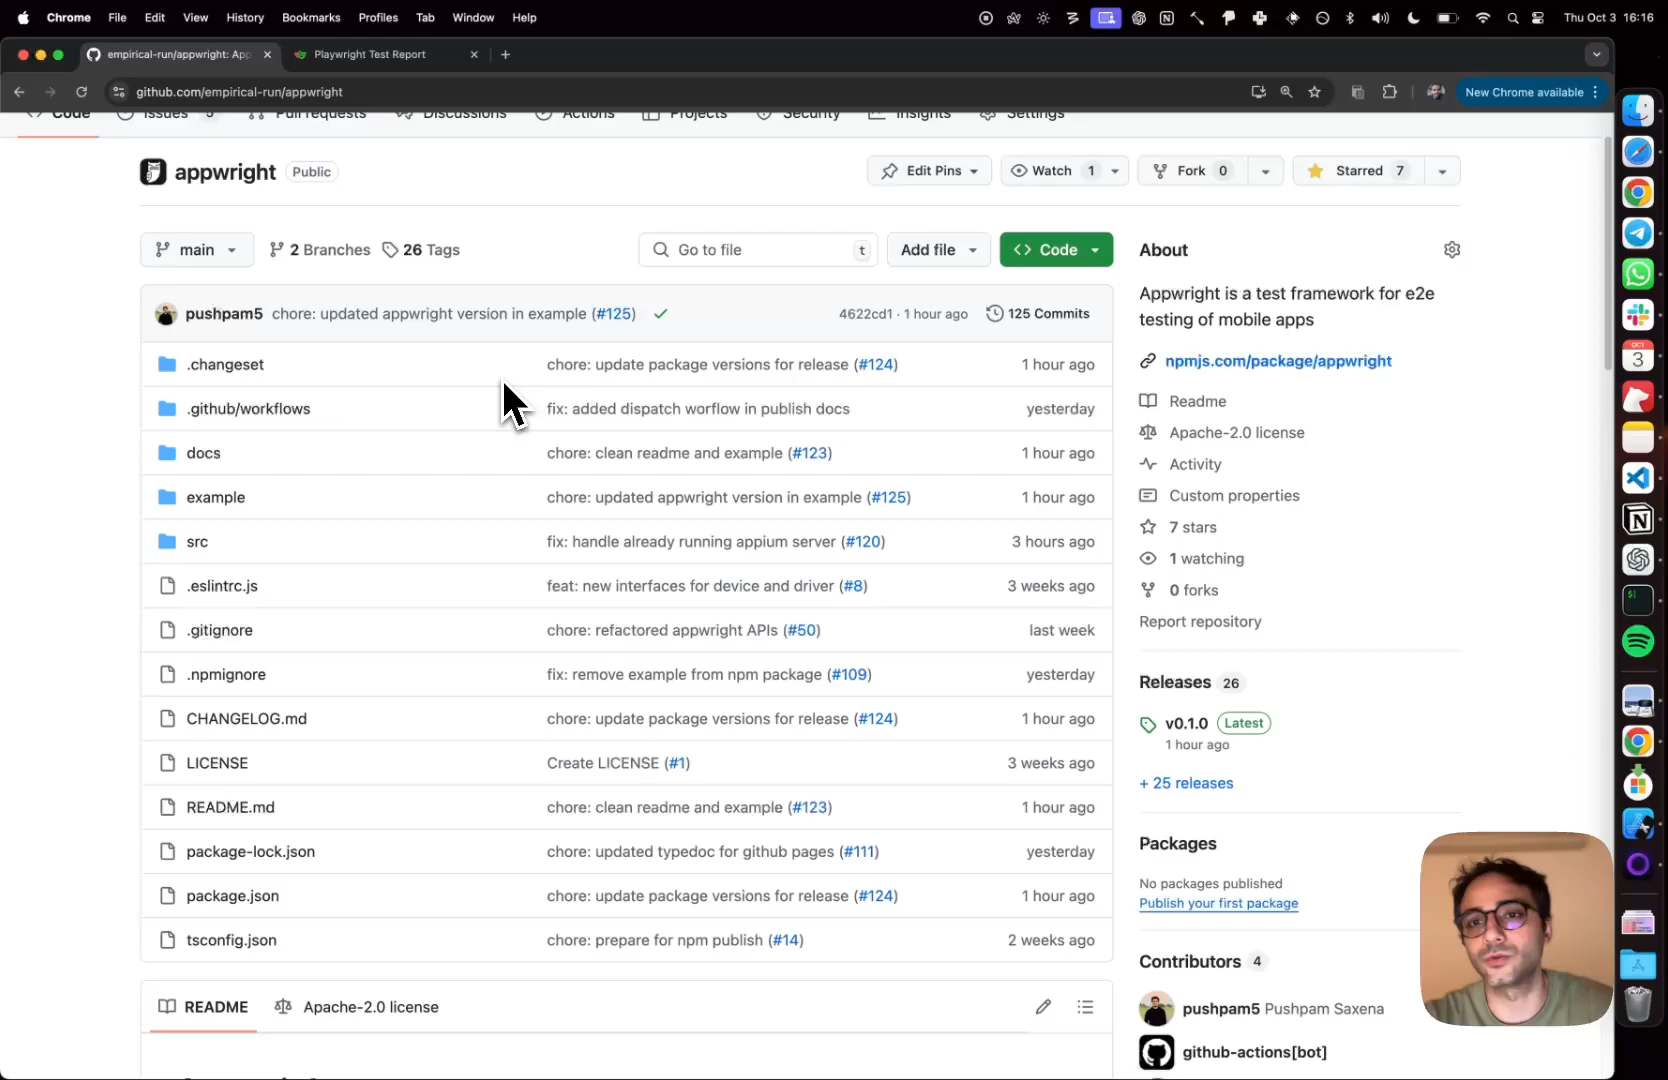 Chrome File Edit View History Bookmarks Profiles Tab Window Help Thu Oct 3 16:16
empirical-run/appwright: App Playwright Test Report
github.com/empirical-run/appwright New Chrome available
Code Issues 5 Pull requests Discussions Actions Projects Security Insights Settings
appwright Public Edit Pins Watch 1 Fork 0 Starred 7
main 2 Branches 26 Tags Go to file t Add file Code
pushpam5 chore: updated appwright version in example (#125) 4622cd1 · 1 hour ago 125 Commits
.changeset chore: update package versions for release (#124) 1 hour ago
.github/workflows fix: added dispatch worflow in publish docs yesterday
docs chore: clean readme and example (#123) 1 hour ago
example chore: updated appwright version in example (#125) 1 hour ago
src fix: handle already running appium server (#120) 3 hours ago
.eslintrc.js feat: new interfaces for device and driver (#8) 3 weeks ago
.gitignore chore: refactored appwright APIs (#50) last week
.npmignore fix: remove example from npm package (#109) yesterday
CHANGELOG.md chore: update package versions for release (#124) 1 hour ago
LICENSE Create LICENSE (#1) 3 weeks ago
README.md chore: clean readme and example (#123) 1 hour ago
package-lock.json chore: updated typedoc for github pages (#111) yesterday
package.json chore: update package versions for release (#124) 1 hour ago
tsconfig.json chore: prepare for npm publish (#14) 2 weeks ago
README Apache-2.0 license
About
Appwright is a test framework for e2e
testing of mobile apps
npmjs.com/package/appwright
Readme
Apache-2.0 license
Activity
Custom properties
7 stars
1 watching
0 forks
Report repository
Releases 26
v0.1.0 Latest
1 hour ago
+ 25 releases
Packages
No packages published
Publish your first package
Contributors 4
pushpam5 Pushpam Saxena
github-actions[bot]
OCT
3